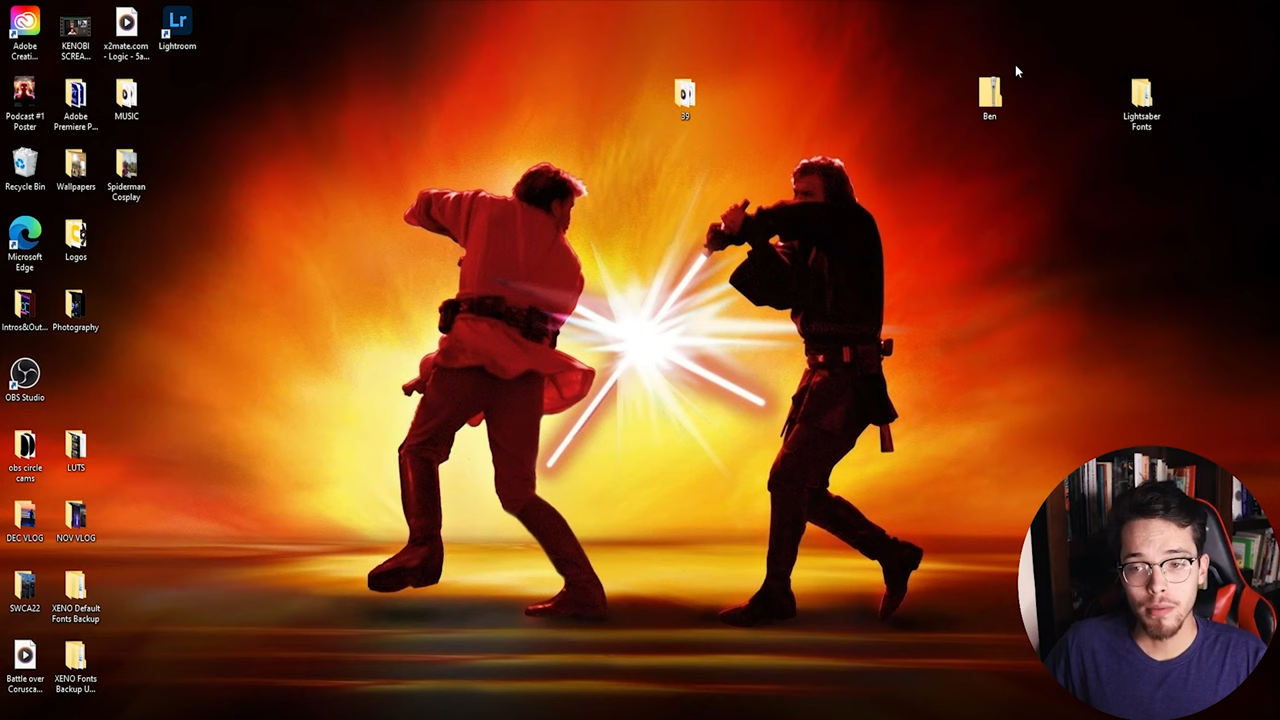 Adobe
Creati...
KENOBI
SCREA...
x2mate.com
- Logic - 5a...
Lr
Lightroom
Podcast #1
Poster
Adobe
Premiere P...
MUSIC
39
Ben
Lightsaber
Fonts
Recycle Bin
Wallpapers
Spiderman
Cosplay
Microsoft
Edge
Logos
Intros&Out...
Photography
OBS Studio
obs circle
cams
LUTS
DEC VLOG
NOV VLOG
SWCA22
XENO Default
Fonts Backup
Battle over
Corusca...
XENO Fonts
Backup U...